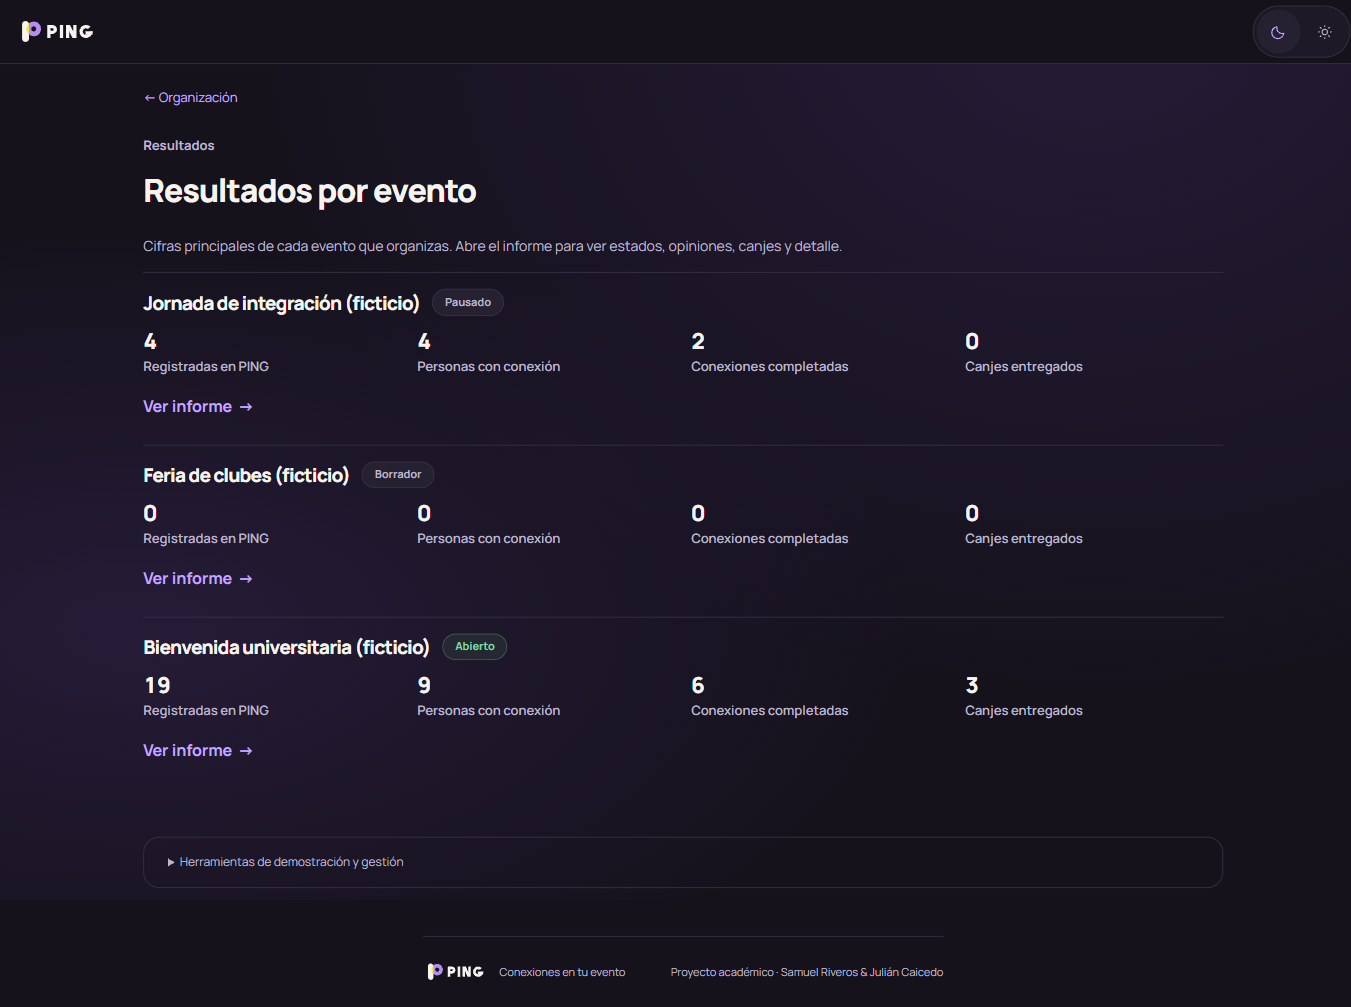 PING
← Organización
Resultados
Resultados por evento
Cifras principales de cada evento que organizas. Abre el informe para ver estados, opiniones, canjes y detalle.
Jornada de integración (ficticio) Pausado
4 4 2 0
Registradas en PING Personas con conexión Conexiones completadas Canjes entregados
Ver informe →
Feria de clubes (ficticio) Borrador
0 0 0 0
Registradas en PING Personas con conexión Conexiones completadas Canjes entregados
Ver informe →
Bienvenida universitaria (ficticio) Abierto
19 9 6 3
Registradas en PING Personas con conexión Conexiones completadas Canjes entregados
Ver informe →
▶ Herramientas de demostración y gestión
PING Conexiones en tu evento Proyecto académico · Samuel Riveros & Julián Caicedo